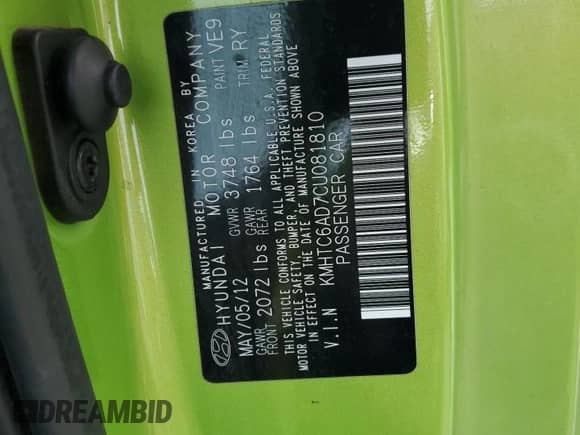 MANUFACTURED IN KOREA BY
HYUNDAI MOTOR COMPANY
MAY/05/12 GVWR 3748 lbs PAINT VE9
GAWR FRONT 2072 lbs GAWR REAR 1764 lbs TRIM RY
THIS VEHICLE CONFORMS TO ALL APPLICABLE U.S.A. FEDERAL
MOTOR VEHICLE SAFETY, BUMPER, AND THEFT PREVENTION STANDARDS
IN EFFECT ON THE DATE OF MANUFACTURE SHOWN ABOVE
V.I.N KMHTC6AD7CU081810
PASSENGER CAR
DREAMBID